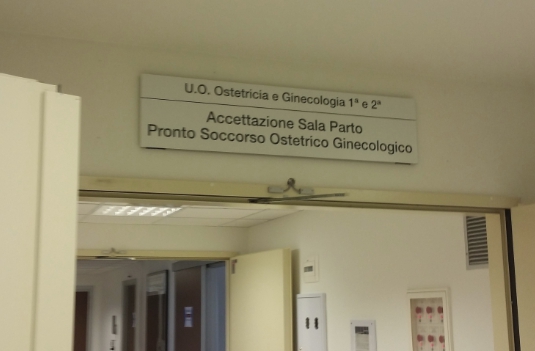 U.O. Ostetricia e Ginecologia 1ª e 2ª
Accettazione Sala Parto
Pronto Soccorso Ostetrico Ginecologico